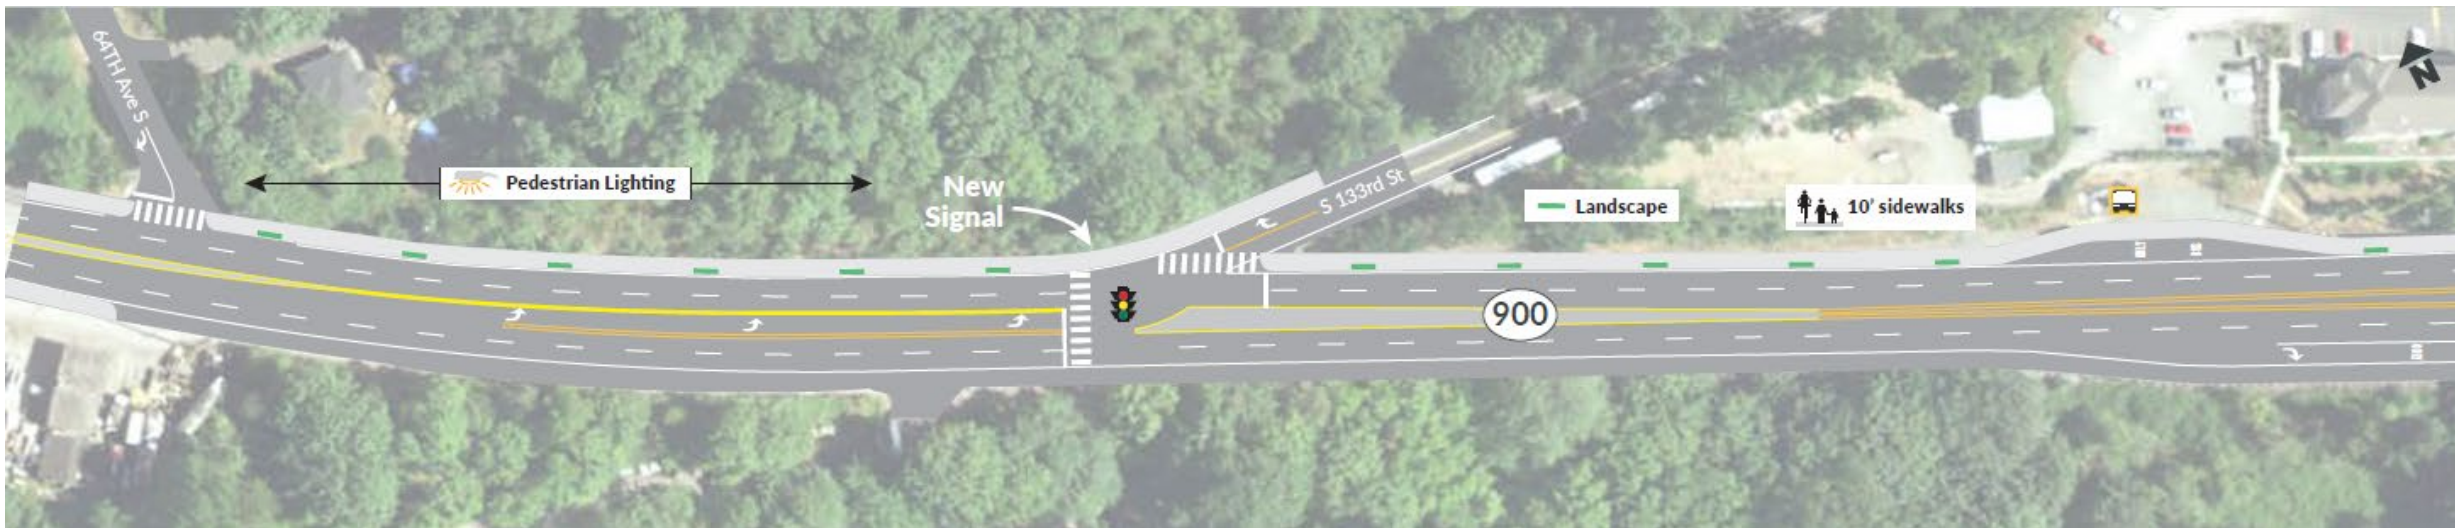 64TH Ave S
Pedestrian Lighting
New
Signal
S 133rd St
Landscape
10' sidewalks
N
900